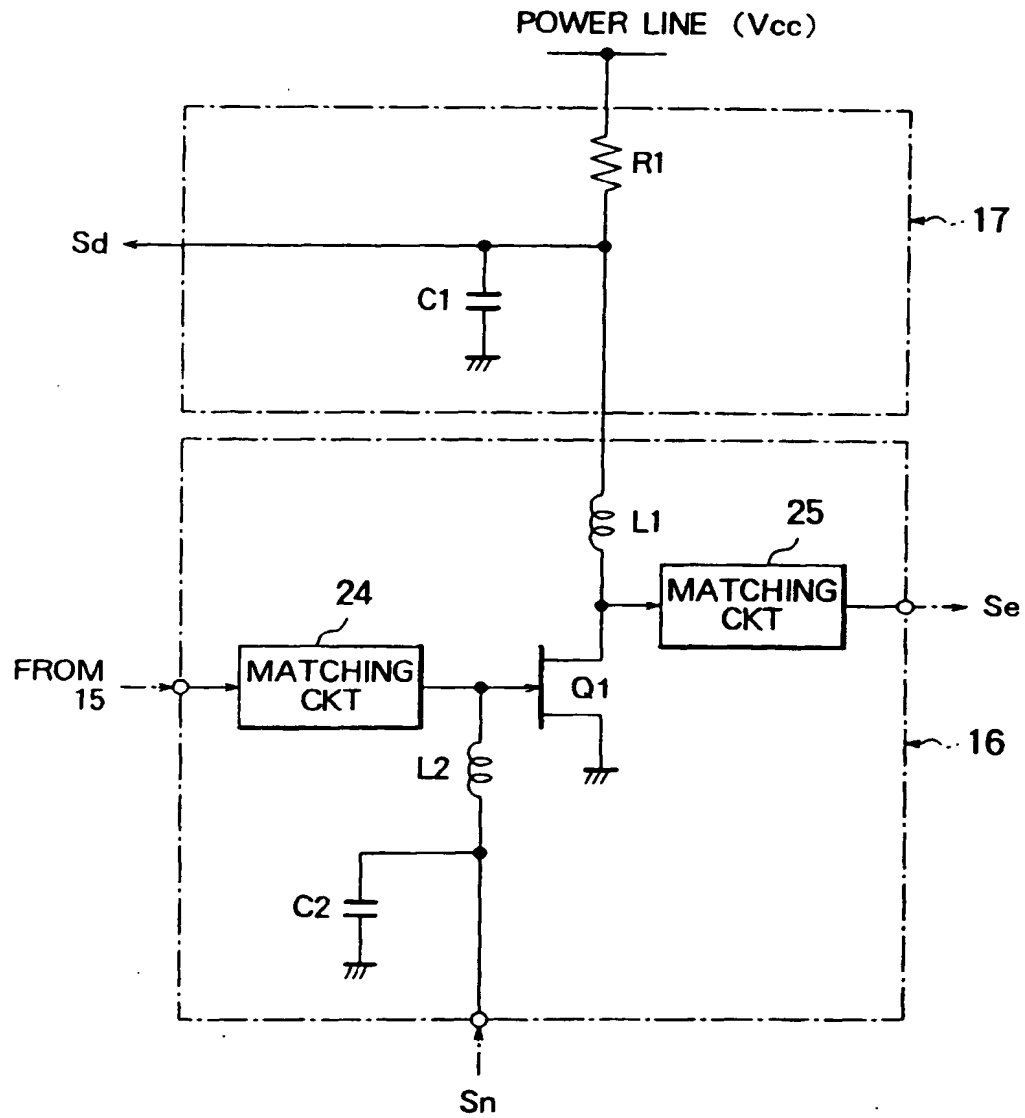 POWER LINE (Vcc)
R1
17
Sd
C1
L1
25
MATCHING
CKT
Se
24
FROM
15
MATCHING
CKT
Q1
16
L2
C2
Sn